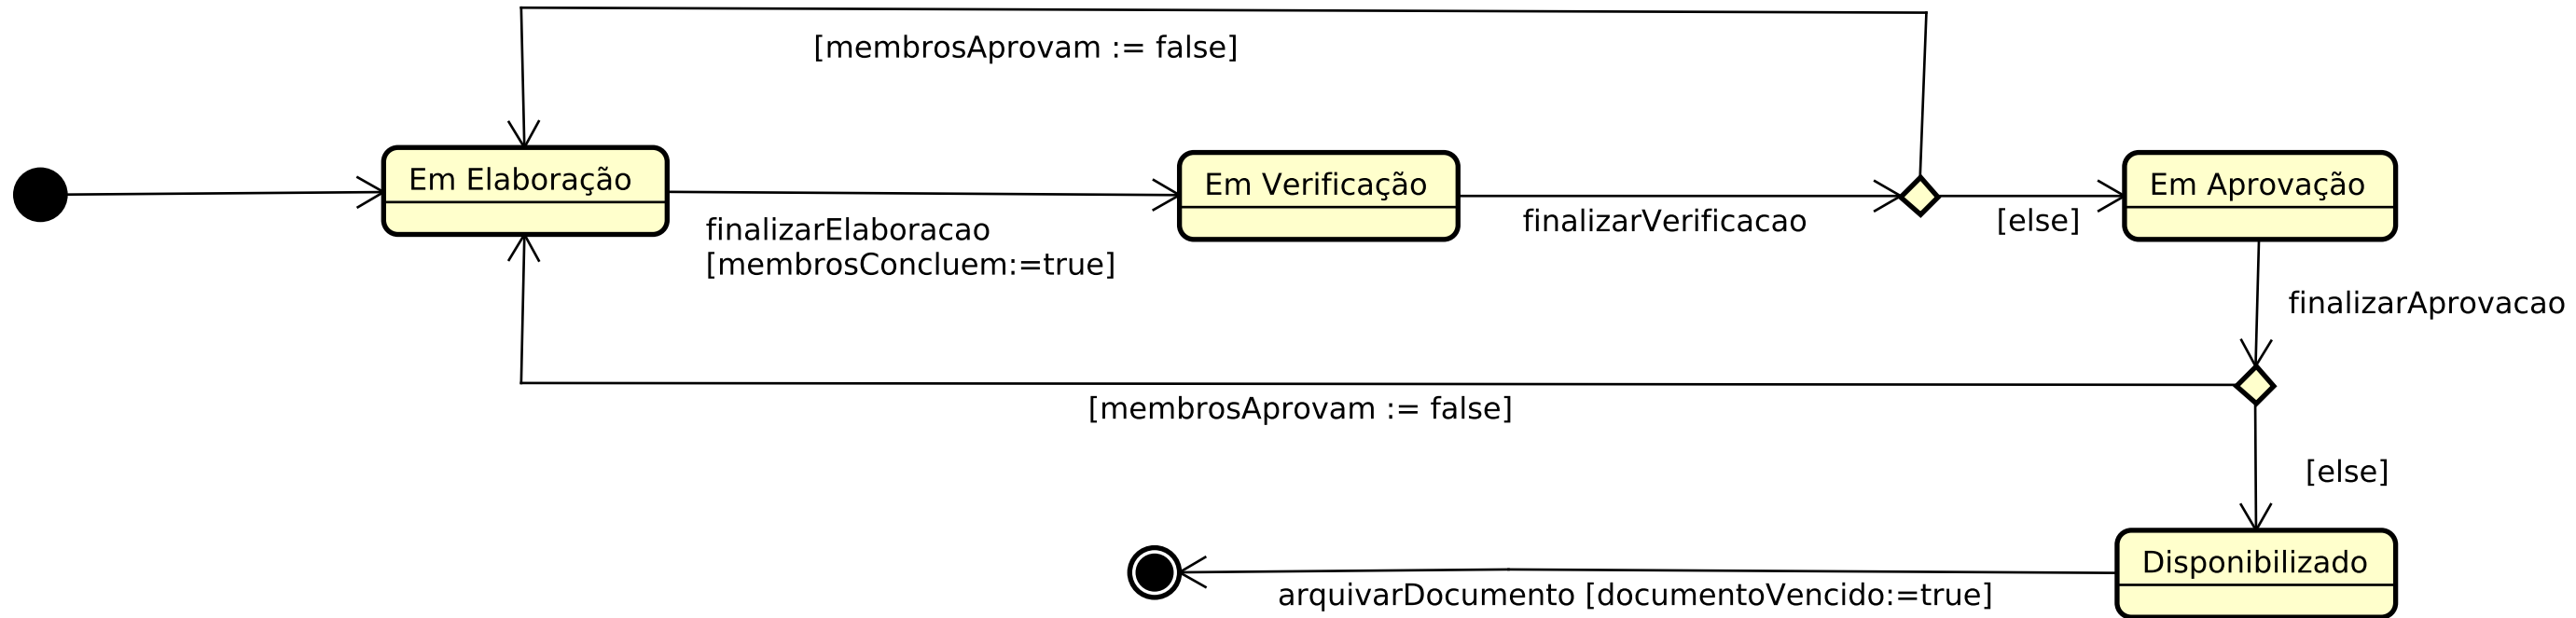 [membrosAprovam := false]
Em Elaboração
Em Verificação
Em Aprovação
finalizarElaboracao
[membrosConcluem:=true]
finalizarVerificacao
[else]
finalizarAprovacao
[membrosAprovam := false]
[else]
Disponibilizado
arquivarDocumento [documentoVencido:=true]